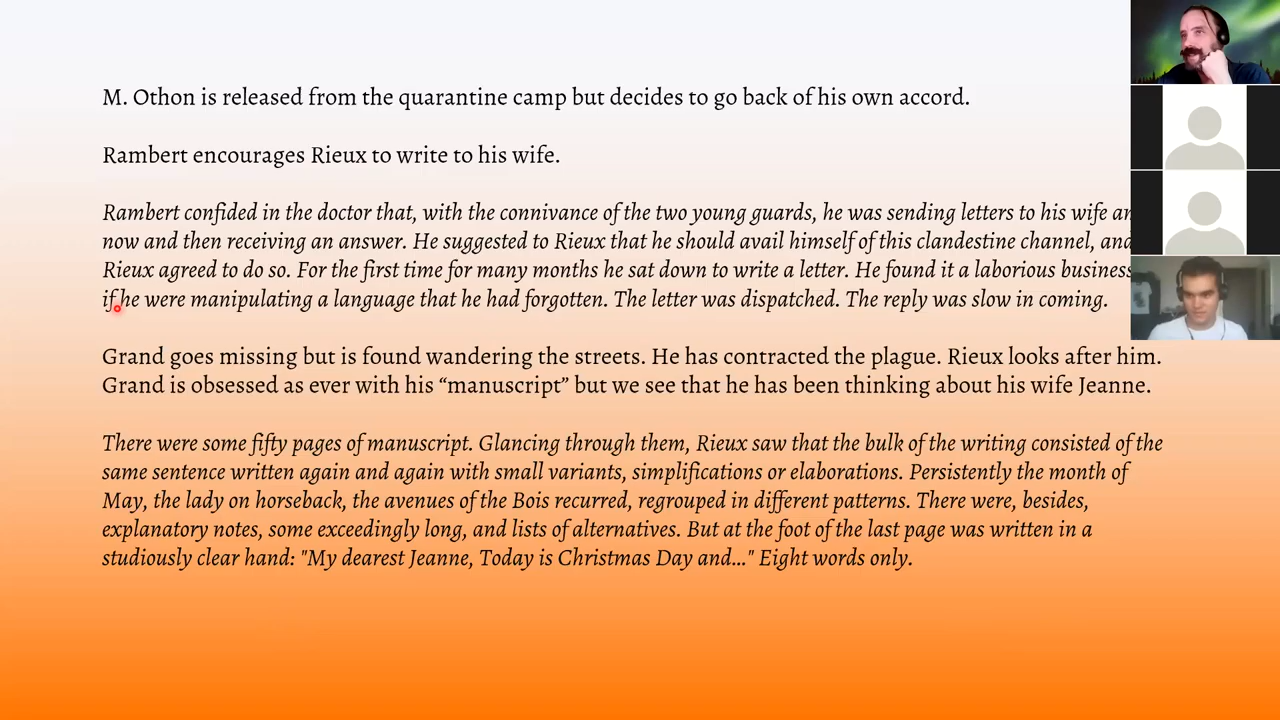 M. Othon is released from the quarantine camp but decides to go back of his own accord.
Rambert encourages Rieux to write to his wife.
Rambert confided in the doctor that, with the connivance of the two young guards, he was sending letters to his wife
now and then receiving an answer. He suggested to Rieux that he should avail himself of this clandestine channel, and
Rieux agreed to do so. For the first time for many months he sat down to write a letter. He found it a laborious business
if he were manipulating a language that he had forgotten. The letter was dispatched. The reply was slow in coming.
Grand goes missing but is found wandering the streets. He has contracted the plague. Rieux looks after him.
Grand is obsessed as ever with his “manuscript” but we see that he has been thinking about his wife Jeanne.
There were some fifty pages of manuscript. Glancing through them, Rieux saw that the bulk of the writing consisted of the
same sentence written again and again with small variants, simplifications or elaborations. Persistently the month of
May, the lady on horseback, the avenues of the Bois recurred, regrouped in different patterns. There were, besides,
explanatory notes, some exceedingly long, and lists of alternatives. But at the foot of the last page was written in a
studiously clear hand: "My dearest Jeanne, Today is Christmas Day and..." Eight words only.